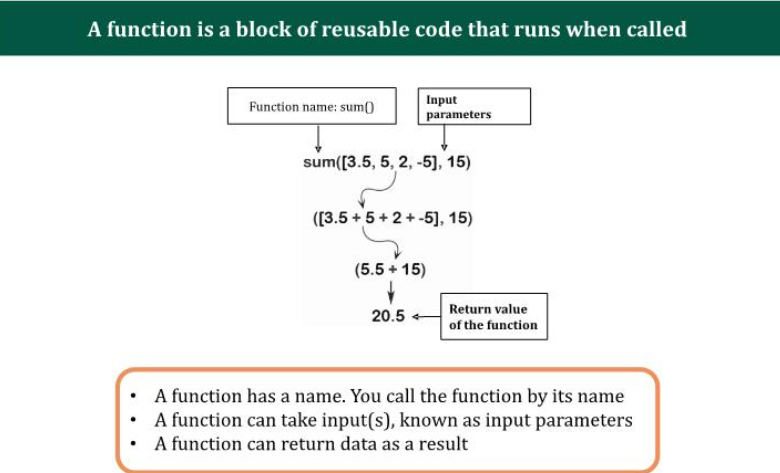 A function is a block of reusable code that runs when called
Function name: sum()
Input
parameters
sum([3.5, 5, 2, -5], 15)
([3.5 + 5 + 2 + -5], 15)
(5.5 + 15)
20.5
Return value
of the function
• A function has a name. You call the function by its name
• A function can take input(s), known as input parameters
• A function can return data as a result